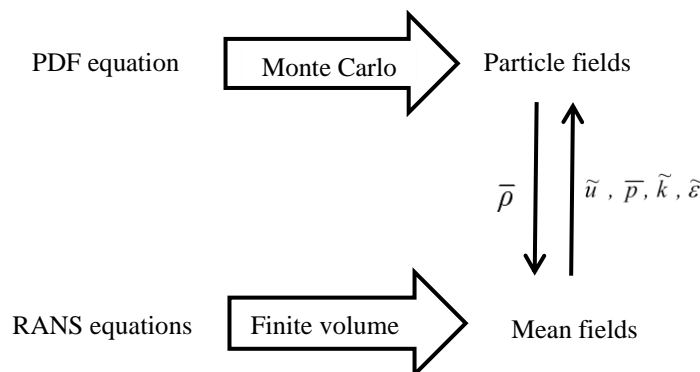 PDF equation Monte Carlo Particle fields
ρ̅ ũ , p̅, k̃, ε̃
RANS equations Finite volume Mean fields